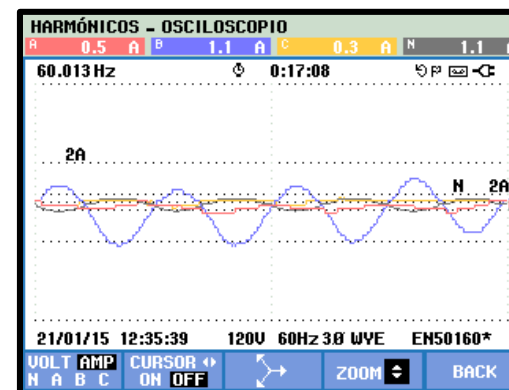 HARMÓNICOS - OSCILOSCOPIO
A 0.5 A B 1.1 A C 0.3 A N 1.1
60.013 Hz 0:17:08
2A
N 2A
21/01/15 12:35:39 120V 60Hz 3Ø WYE EN50160*
VOLT AMP CURSOR ZOOM BACK
N A B C ON OFF